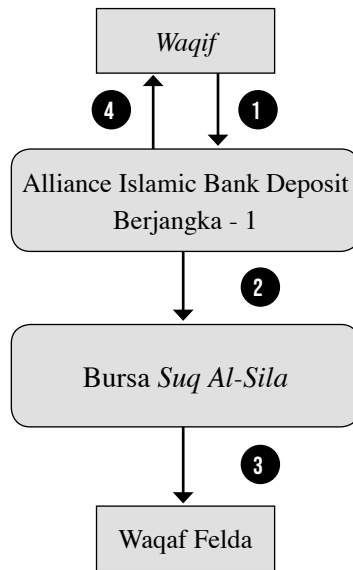 Waqif
4
1
Alliance Islamic Bank Deposit
Berjangka - 1
2
Bursa Suq Al-Sila
3
Waqaf Felda